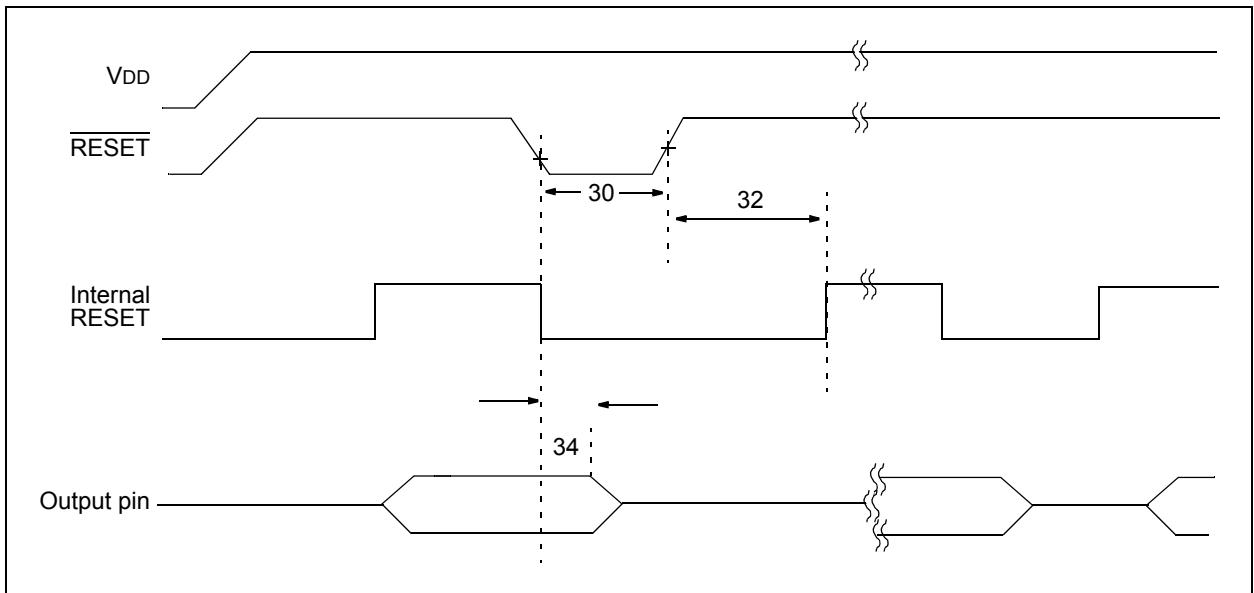 VDD
RESET
30
32
Internal
RESET
34
Output pin